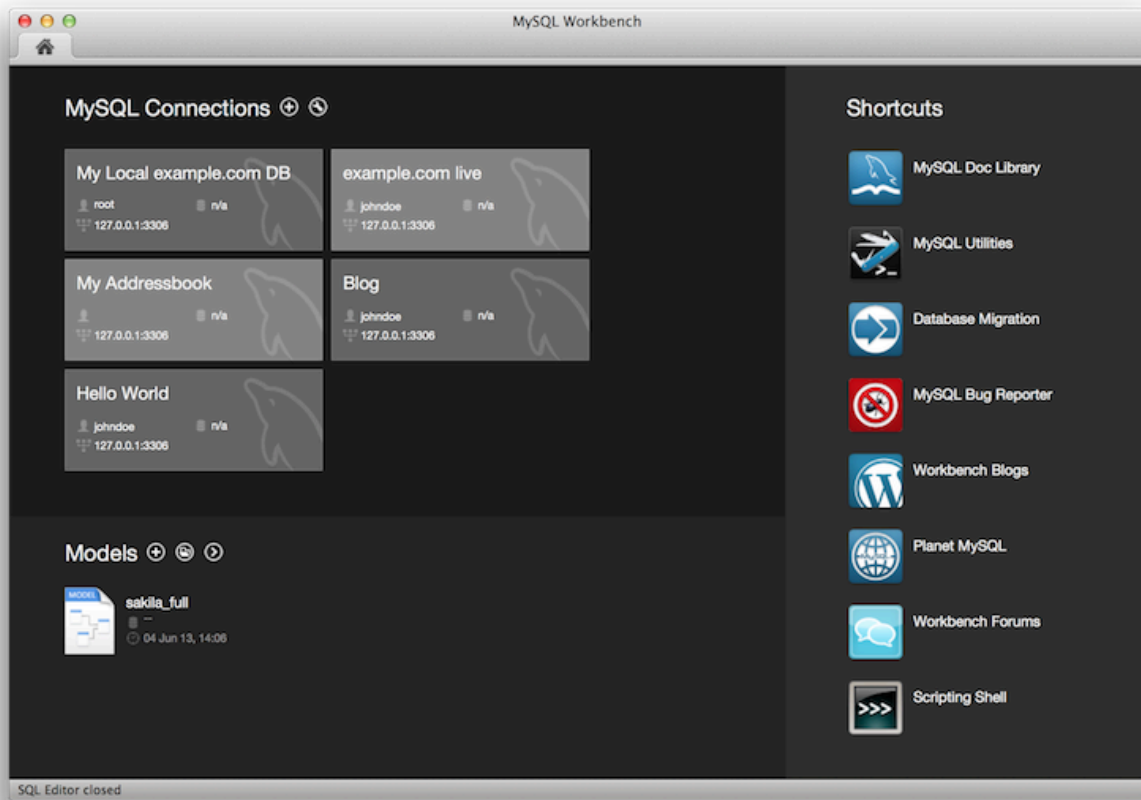 MySQL Workbench
MySQL Connections
My Local example.com DB
root n/a
127.0.0.1:3306
example.com live
johndoe n/a
127.0.0.1:3306
My Addressbook
n/a
127.0.0.1:3306
Blog
johndoe n/a
127.0.0.1:3306
Hello World
johndoe n/a
127.0.0.1:3306
Models
MODEL
sakila_full
--
04 Jun 13, 14:06
Shortcuts
MySQL Doc Library
MySQL Utilities
Database Migration
MySQL Bug Reporter
Workbench Blogs
Planet MySQL
Workbench Forums
>>>
Scripting Shell
SQL Editor closed